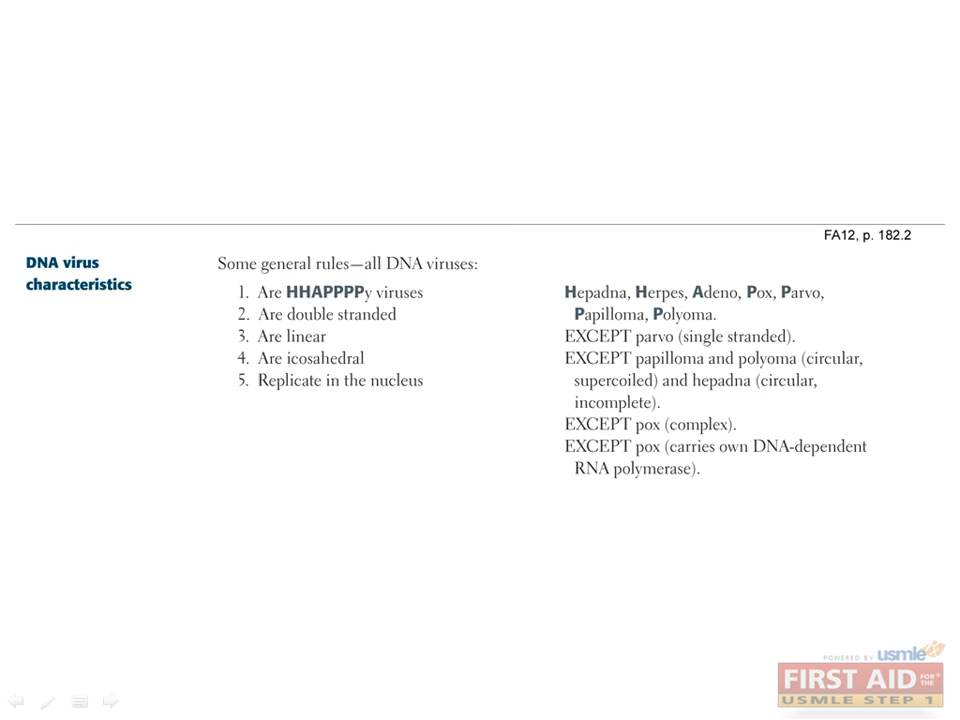 FA12, p. 182.2
DNA virus
characteristics
Some general rules—all DNA viruses:
1. Are HHAPPPPy viruses
2. Are double stranded
3. Are linear
4. Are icosahedral
5. Replicate in the nucleus
Hepadna, Herpes, Adeno, Pox, Parvo,
Papilloma, Polyoma.
EXCEPT parvo (single stranded).
EXCEPT papilloma and polyoma (circular,
supercoiled) and hepadna (circular,
incomplete).
EXCEPT pox (complex).
EXCEPT pox (carries own DNA-dependent
RNA polymerase).
POWERED BY usmle
FIRST AID FOR THE®
USMLE STEP 1